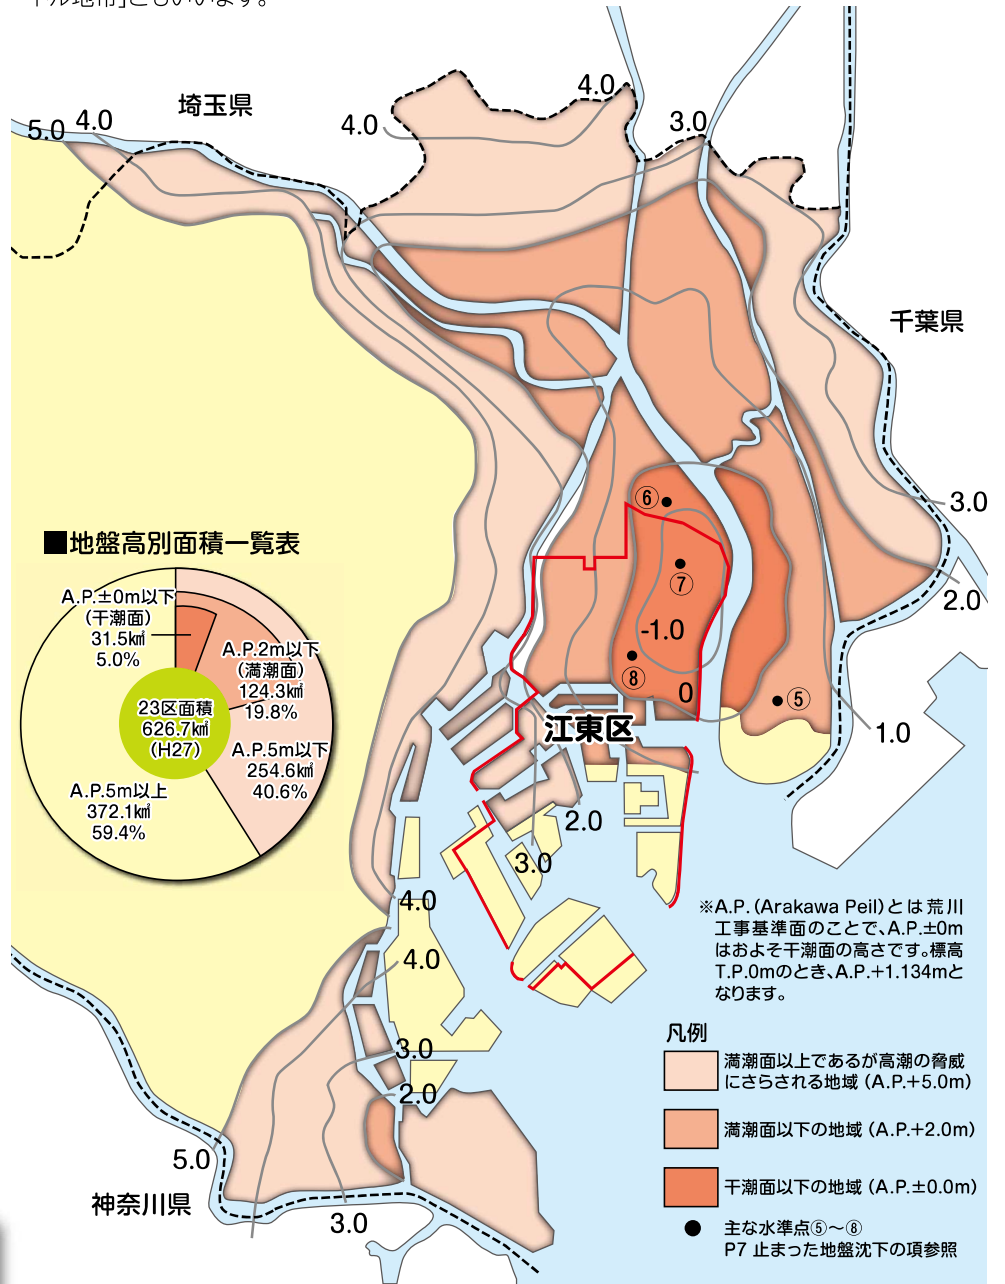 イル地帯」ともいいます。
埼玉県
5.0
4.0
4.0
4.0
3.0
千葉県
3.0
2.0
1.0
⑥
⑦
-1.0
⑧
0
⑤
江東区
2.0
3.0
4.0
4.0
3.0
2.0
5.0
3.0
神奈川県
■地盤高別面積一覧表
A.P.±0m以下
(干潮面)
31.5㎢
5.0%
A.P.2m以下
(満潮面)
124.3㎢
19.8%
23区面積
626.7㎢
(H27)
A.P.5m以下
254.6㎢
40.6%
A.P.5m以上
372.1㎢
59.4%
※A.P.(Arakawa Peil)とは荒川
工事基準面のことで、A.P.±0m
はおよそ干潮面の高さです。標高
T.P.0mのとき、A.P.+1.134mと
なります。
凡例
満潮面以上であるが高潮の脅威
にさらされる地域（A.P.+5.0m）
満潮面以下の地域（A.P.+2.0m）
干潮面以下の地域（A.P.±0.0m）
主な水準点⑤～⑧
P7 止まった地盤沈下の項参照